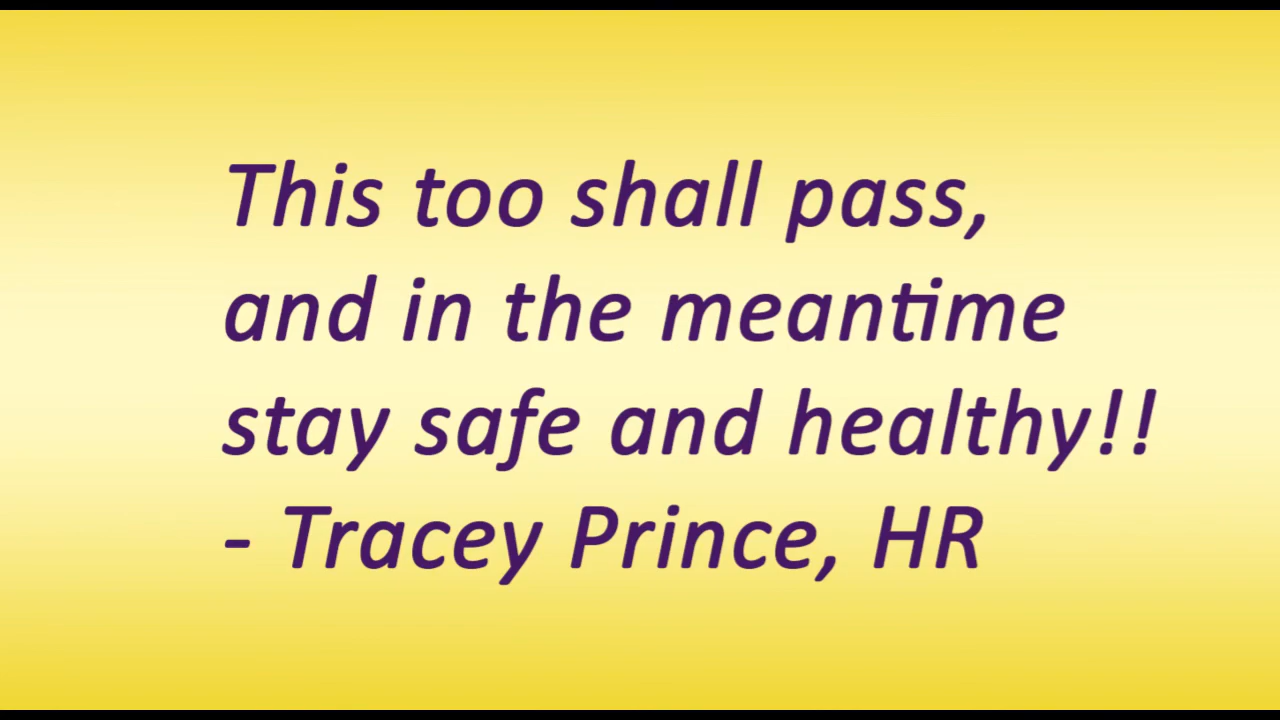 This too shall pass,
and in the meantime
stay safe and healthy!!
- Tracey Prince, HR